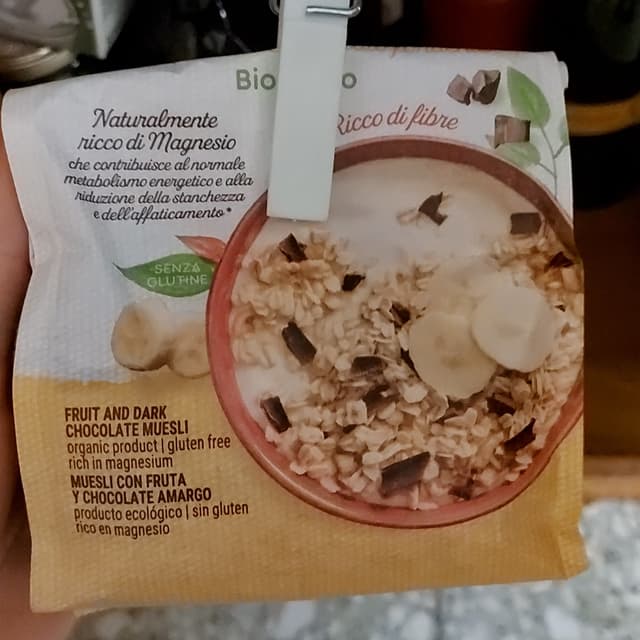 Bio
Naturalmente
ricco di Magnesio
che contribuisce al normale
metabolismo energetico e alla
riduzione della stanchezza
e dell'affaticamento*
Ricco di fibre
SENZA
GLUTINE
FRUIT AND DARK
CHOCOLATE MUESLI
organic product | gluten free
rich in magnesium
MUESLI CON FRUTA
Y CHOCOLATE AMARGO
producto ecológico | sin gluten
rico en magnesio